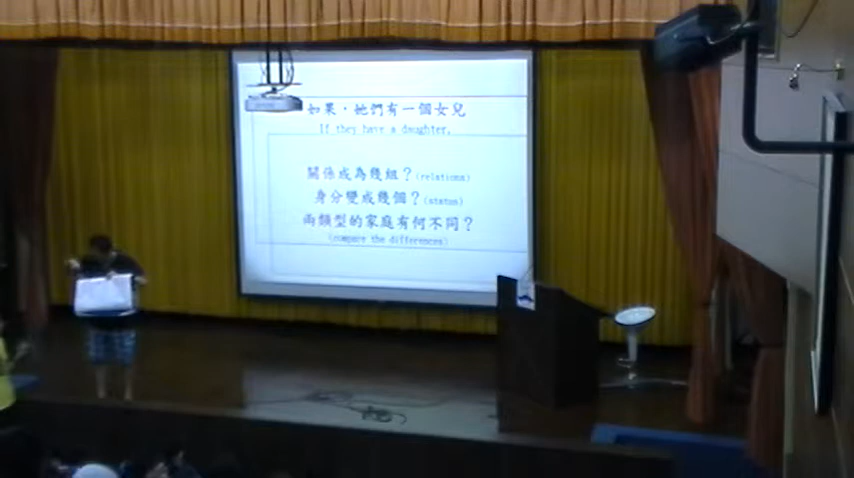 如果，她們有一個女兒
If they have a daughter,
關係成為幾組？(relations)
身分變成幾個？(status)
兩類型的家庭有何不同？
(compare the differences)